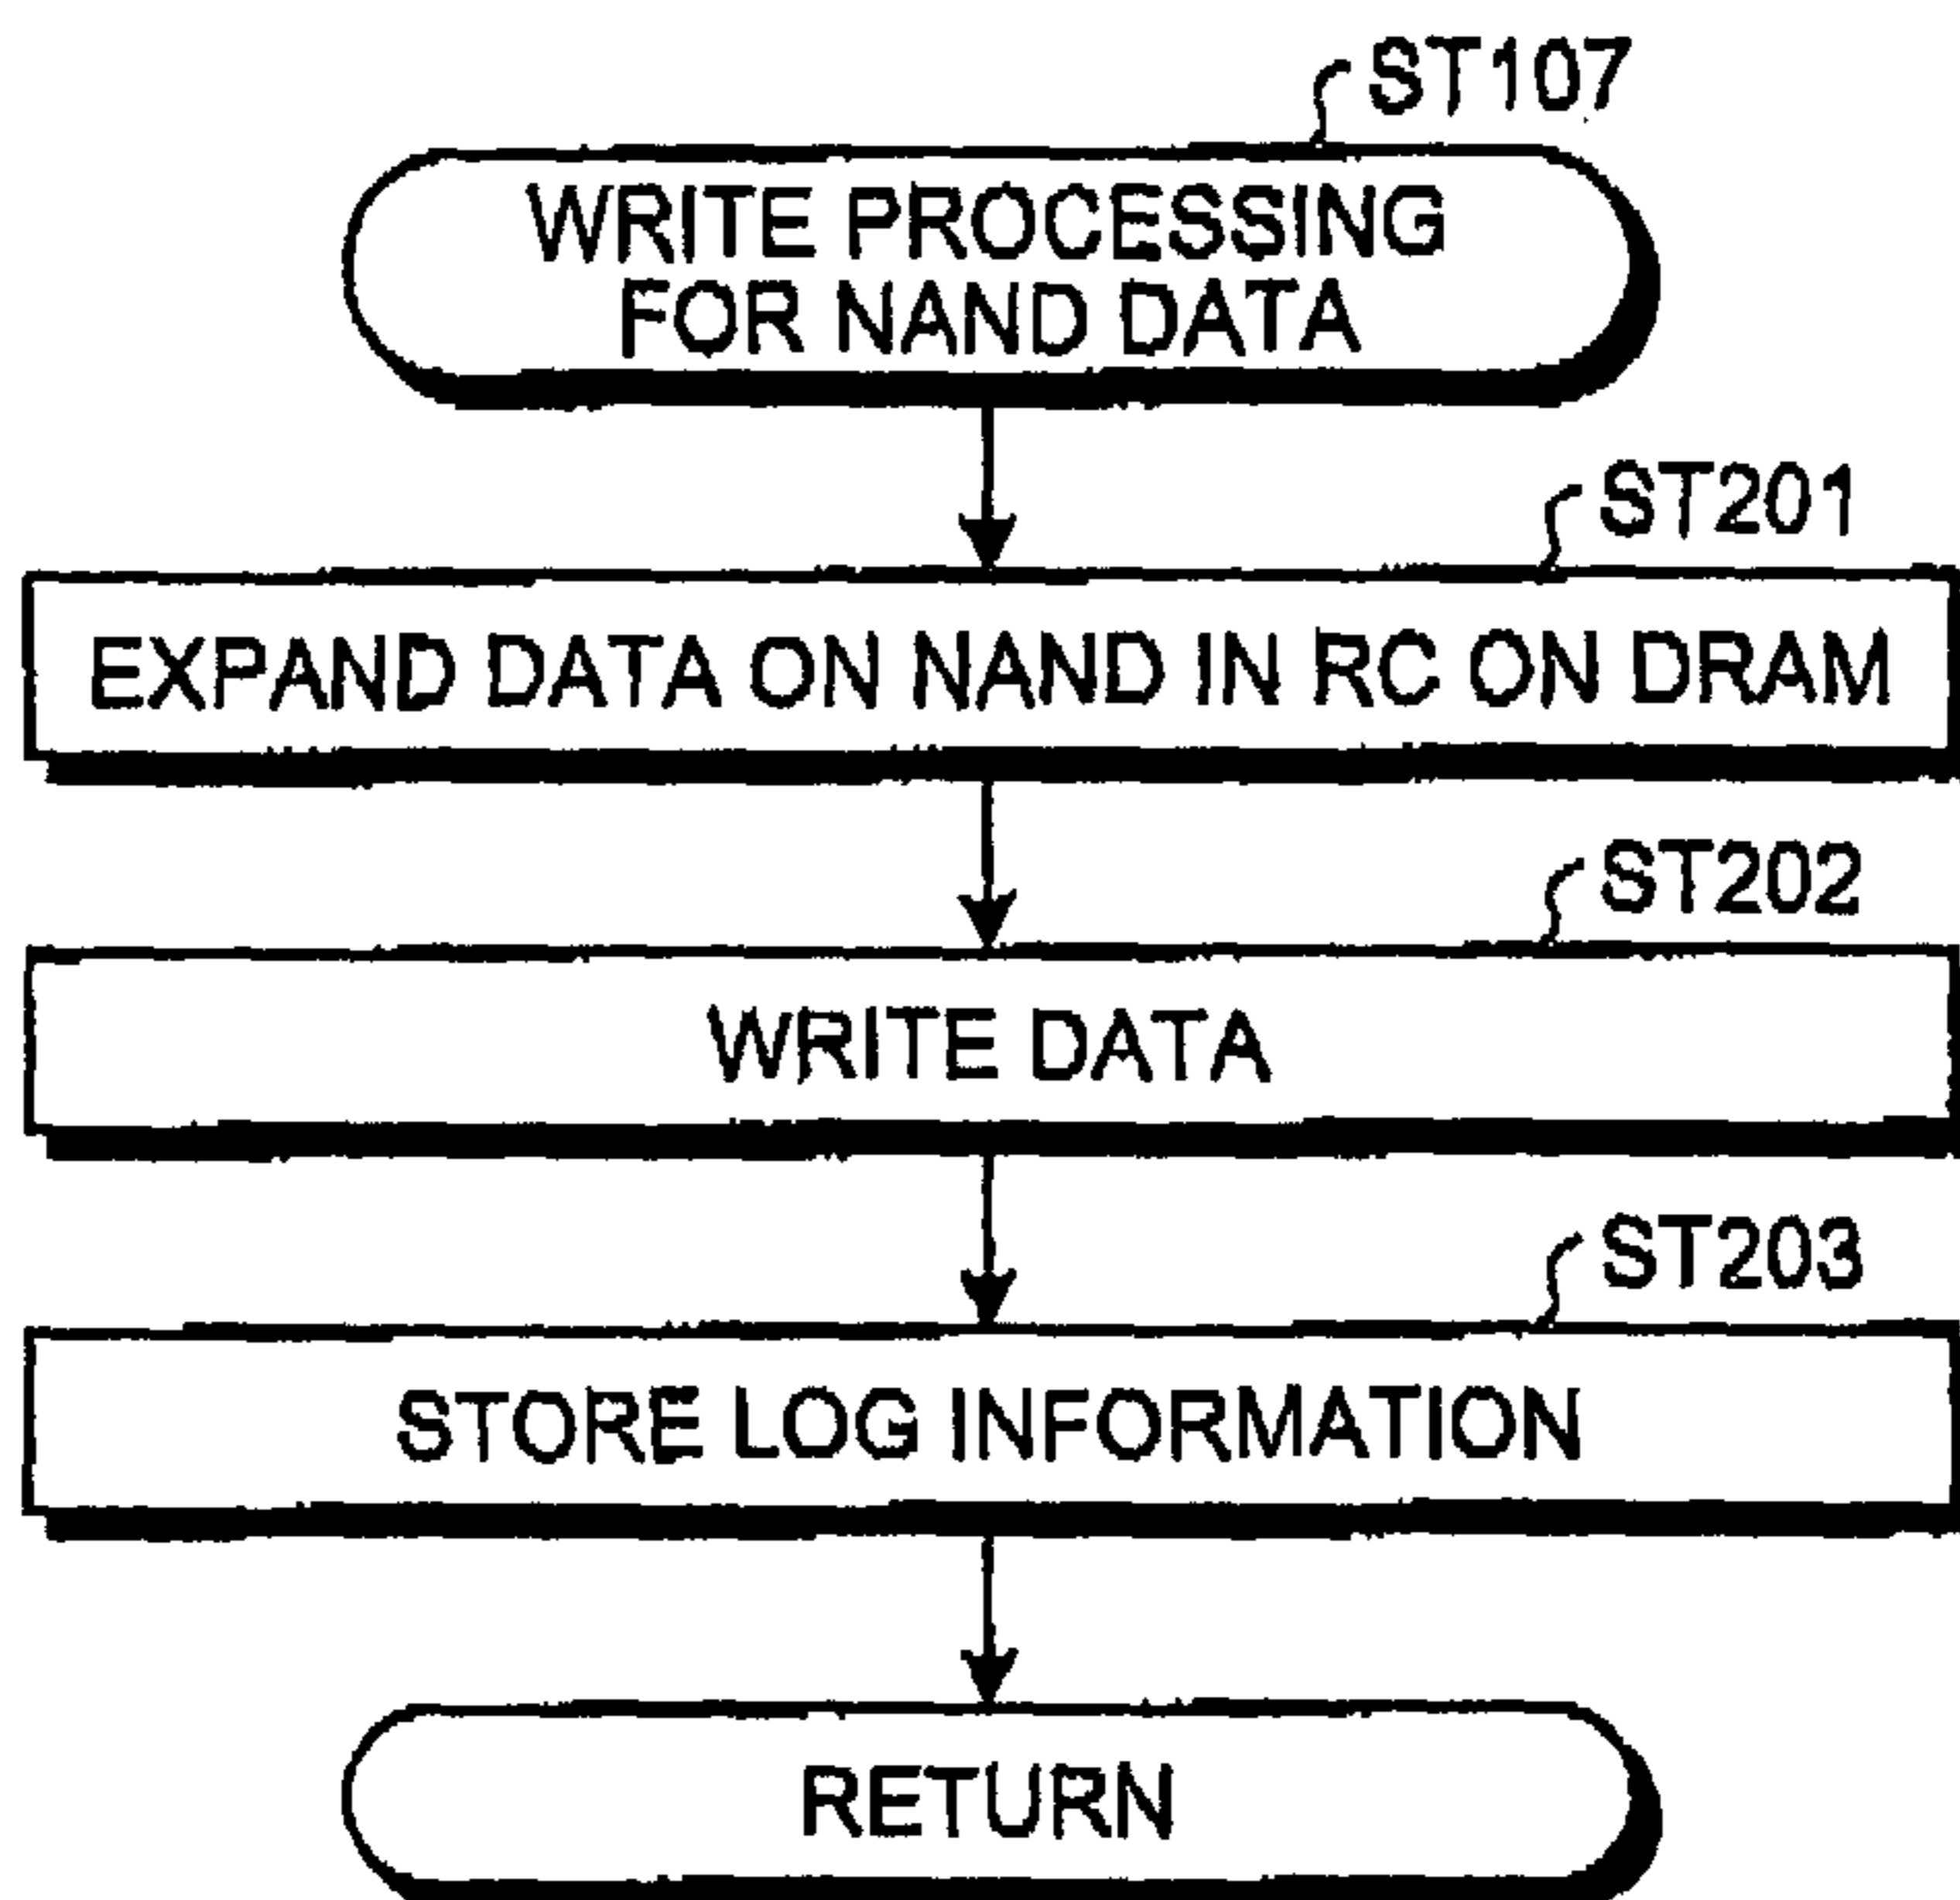 ST107
WRITE PROCESSING
FOR NAND DATA
ST201
EXPAND DATA ON NAND IN RC ON DRAM
ST202
WRITE DATA
ST203
STORE LOG INFORMATION
RETURN